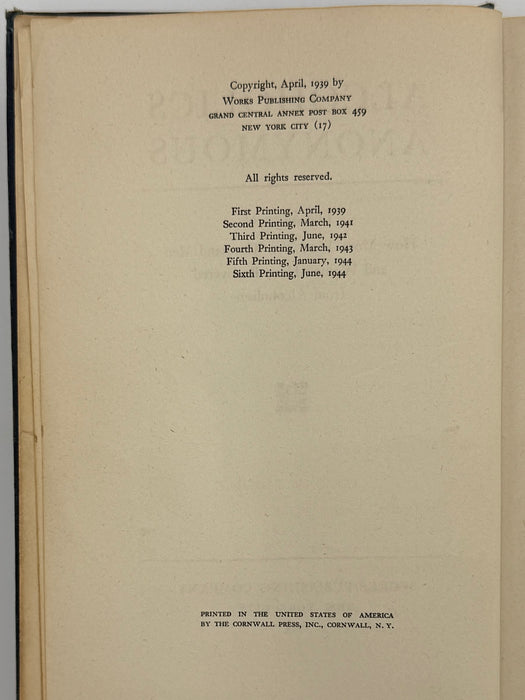 Copyright, April, 1939 by
WORKS PUBLISHING COMPANY
GRAND CENTRAL ANNEX POST BOX 459
NEW YORK CITY (17)
All rights reserved.
First Printing, April, 1939
Second Printing, March, 1941
Third Printing, June, 1942
Fourth Printing, March, 1943
Fifth Printing, January, 1944
Sixth Printing, June, 1944
PRINTED IN THE UNITED STATES OF AMERICA
BY THE CORNWALL PRESS, INC., CORNWALL, N. Y.